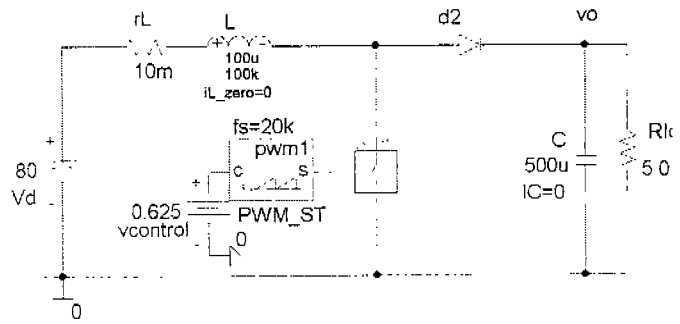 rL
L
d2
vo
10m
100u
100k
iL_zero=0
fs=20k
pwm1
C
S
80
Vd
0.625
vcontrol
PWM_ST
0
C
500u
IC=0
5.0
0